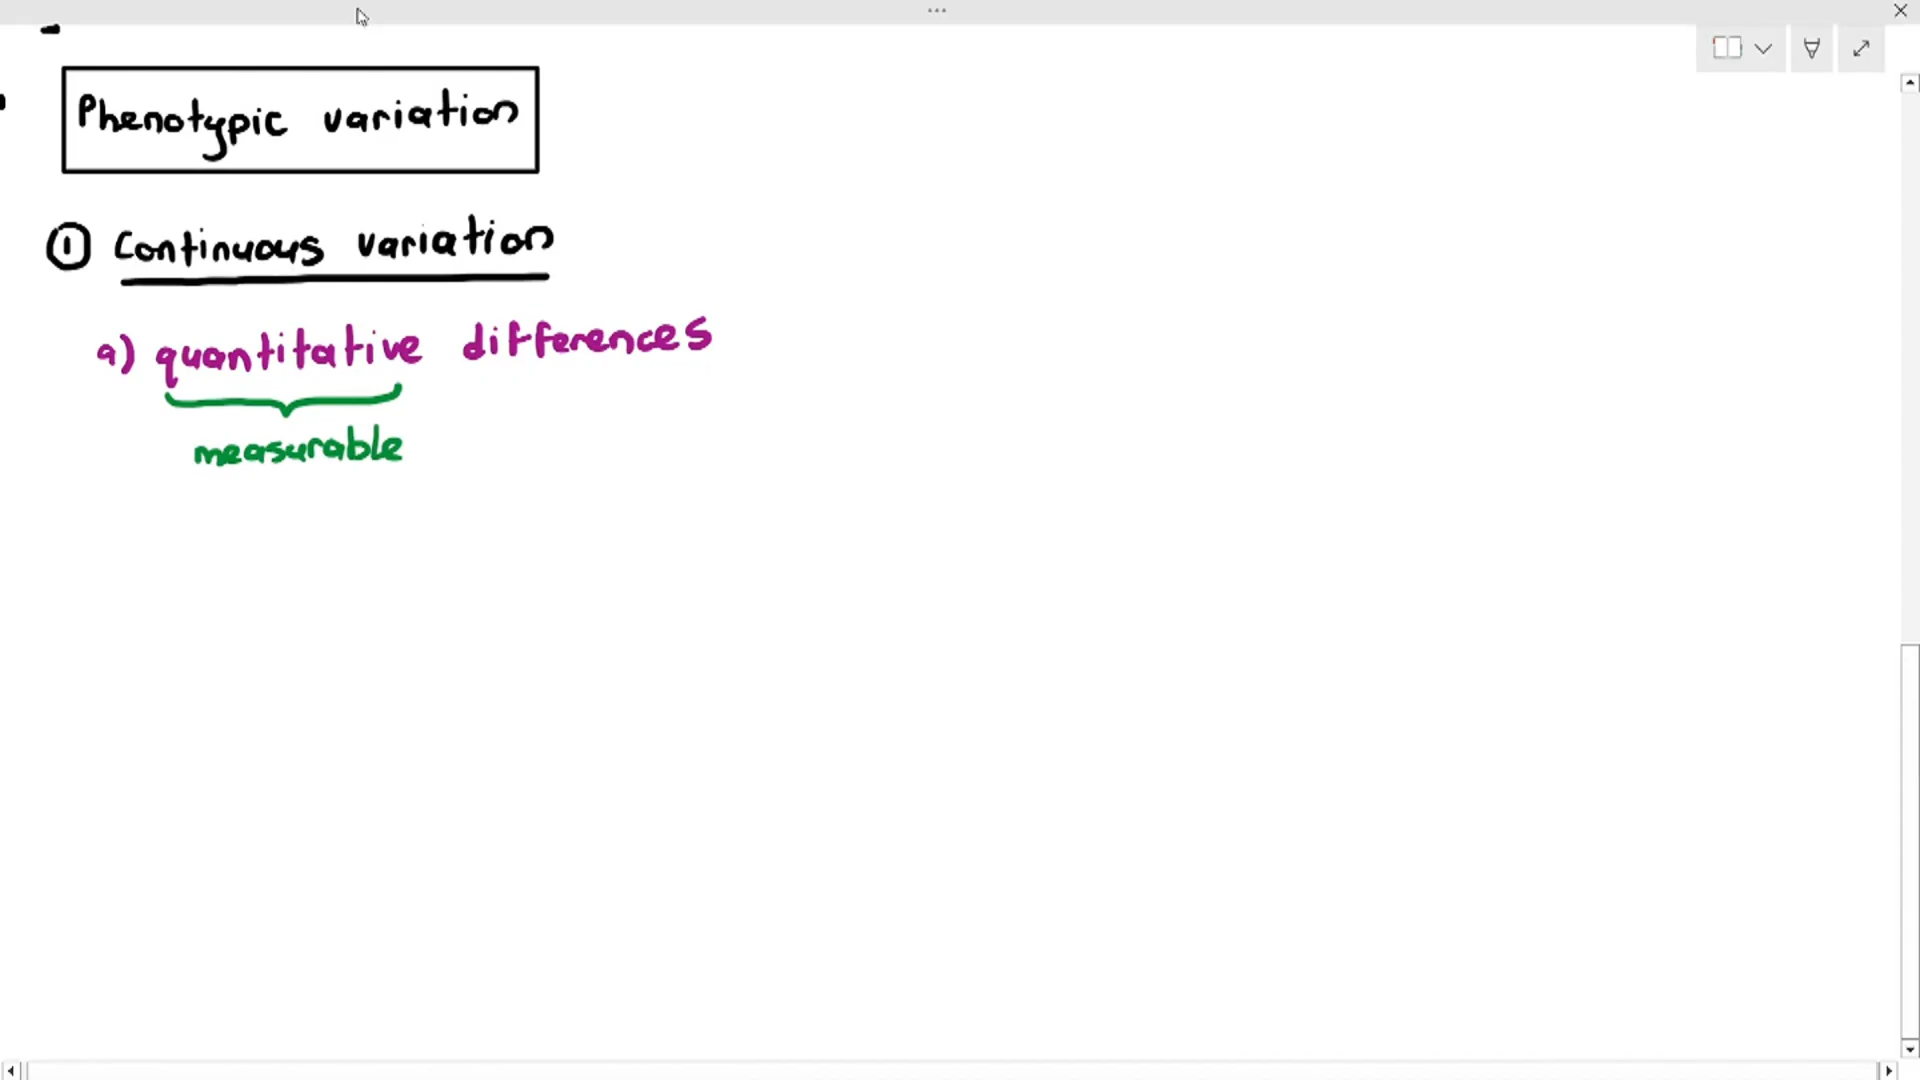 Phenotypic variation
① Continuous variation
a) quantitative differences
measurable